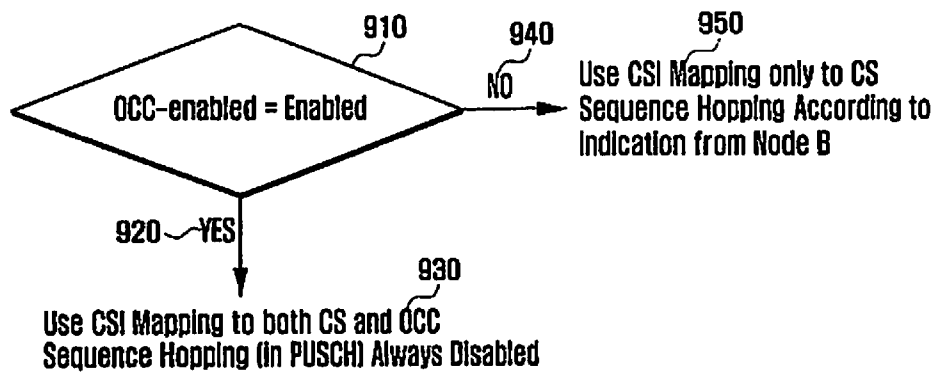 910
940
950
OCC-enabled = Enabled
NO
Use CSI Mapping only to CS
Sequence Hopping According to
Indication from Node B
920
YES
930
Use CSI Mapping to both CS and OCC
Sequence Hopping (in PUSCH) Always Disabled